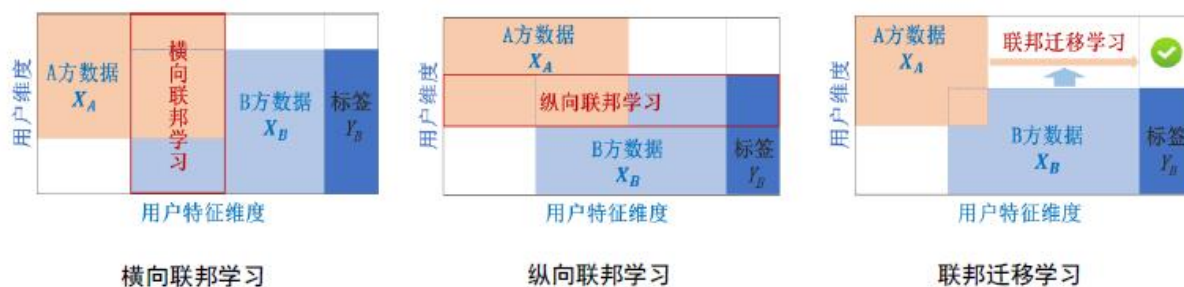 用户维度
A方数据
X_A
横向联邦学习
B方数据
X_B
标签
Y_B
用户特征维度
横向联邦学习
用户维度
A方数据
X_A
纵向联邦学习
B方数据
X_B
标签
Y_B
用户特征维度
纵向联邦学习
用户维度
A方数据
X_A
联邦迁移学习
B方数据
X_B
标签
Y_B
用户特征维度
联邦迁移学习